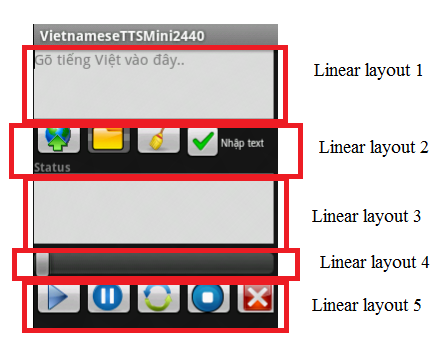 VietnameseTTSMini2440
Gõ tiếng Việt vào đây..
Linear layout 1
Nhập text
Linear layout 2
Status
Linear layout 3
Linear layout 4
Linear layout 5